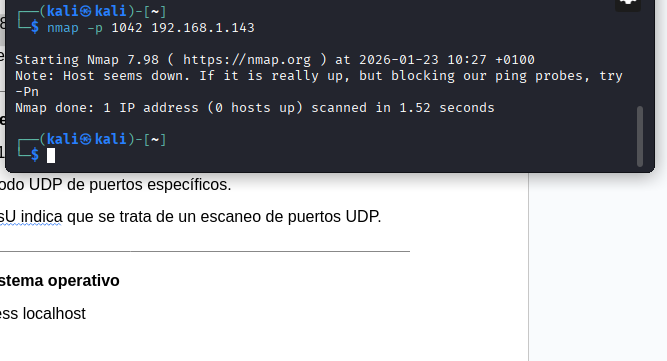 (kali㉿kali)-[~]
$ nmap -p 1042 192.168.1.143
Starting Nmap 7.98 ( https://nmap.org ) at 2026-01-23 10:27 +0100
Note: Host seems down. If it is really up, but blocking our ping probes, try
-Pn
Nmap done: 1 IP address (0 hosts up) scanned in 1.52 seconds
(kali㉿kali)-[~]
$
odo UDP de puertos específicos.
sU indica que se trata de un escaneo de puertos UDP.
stema operativo
ess localhost